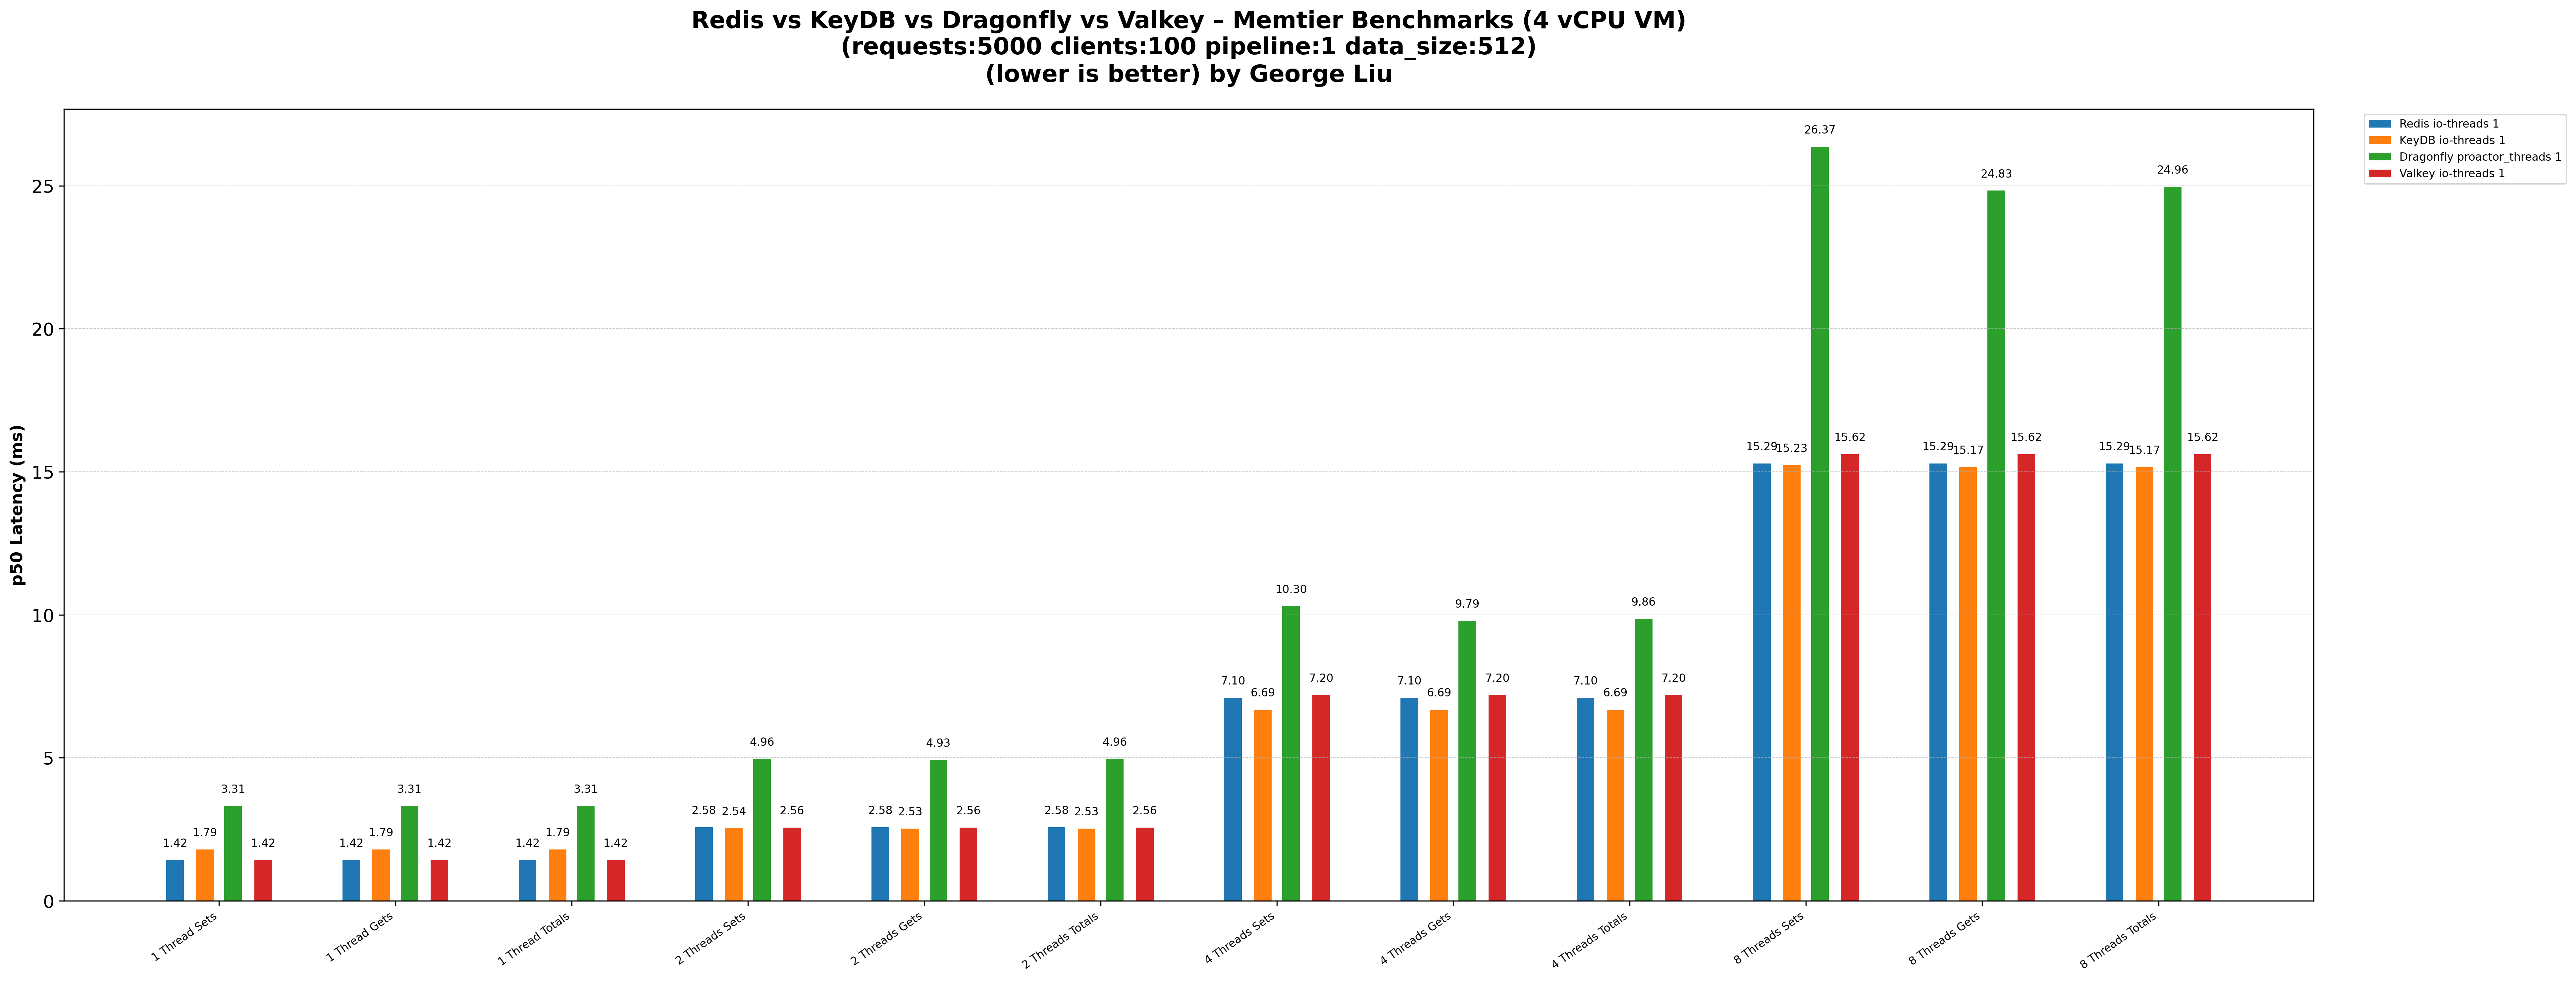 Redis vs KeyDB vs Dragonfly vs Valkey – Memtier Benchmarks (4 vCPU VM)
(requests:5000 clients:100 pipeline:1 data_size:512)
(lower is better) by George Liu
Redis io-threads 1
KeyDB io-threads 1
Dragonfly proactor_threads 1
Valkey io-threads 1
p50 Latency (ms)
25
20
15
10
5
0
1.42 1.79 3.31 1.42
1.42 1.79 3.31 1.42
1.42 1.79 3.31 1.42
2.58 2.54 4.96 2.56
2.58 2.53 4.93 2.56
2.58 2.53 4.96 2.56
7.10 6.69 10.30 7.20
7.10 6.69 9.79 7.20
7.10 6.69 9.86 7.20
15.29 15.23 26.37 15.62
15.29 15.17 24.83 15.62
15.29 15.17 24.96 15.62
1 Thread Sets
1 Thread Gets
1 Thread Totals
2 Threads Sets
2 Threads Gets
2 Threads Totals
4 Threads Sets
4 Threads Gets
4 Threads Totals
8 Threads Sets
8 Threads Gets
8 Threads Totals